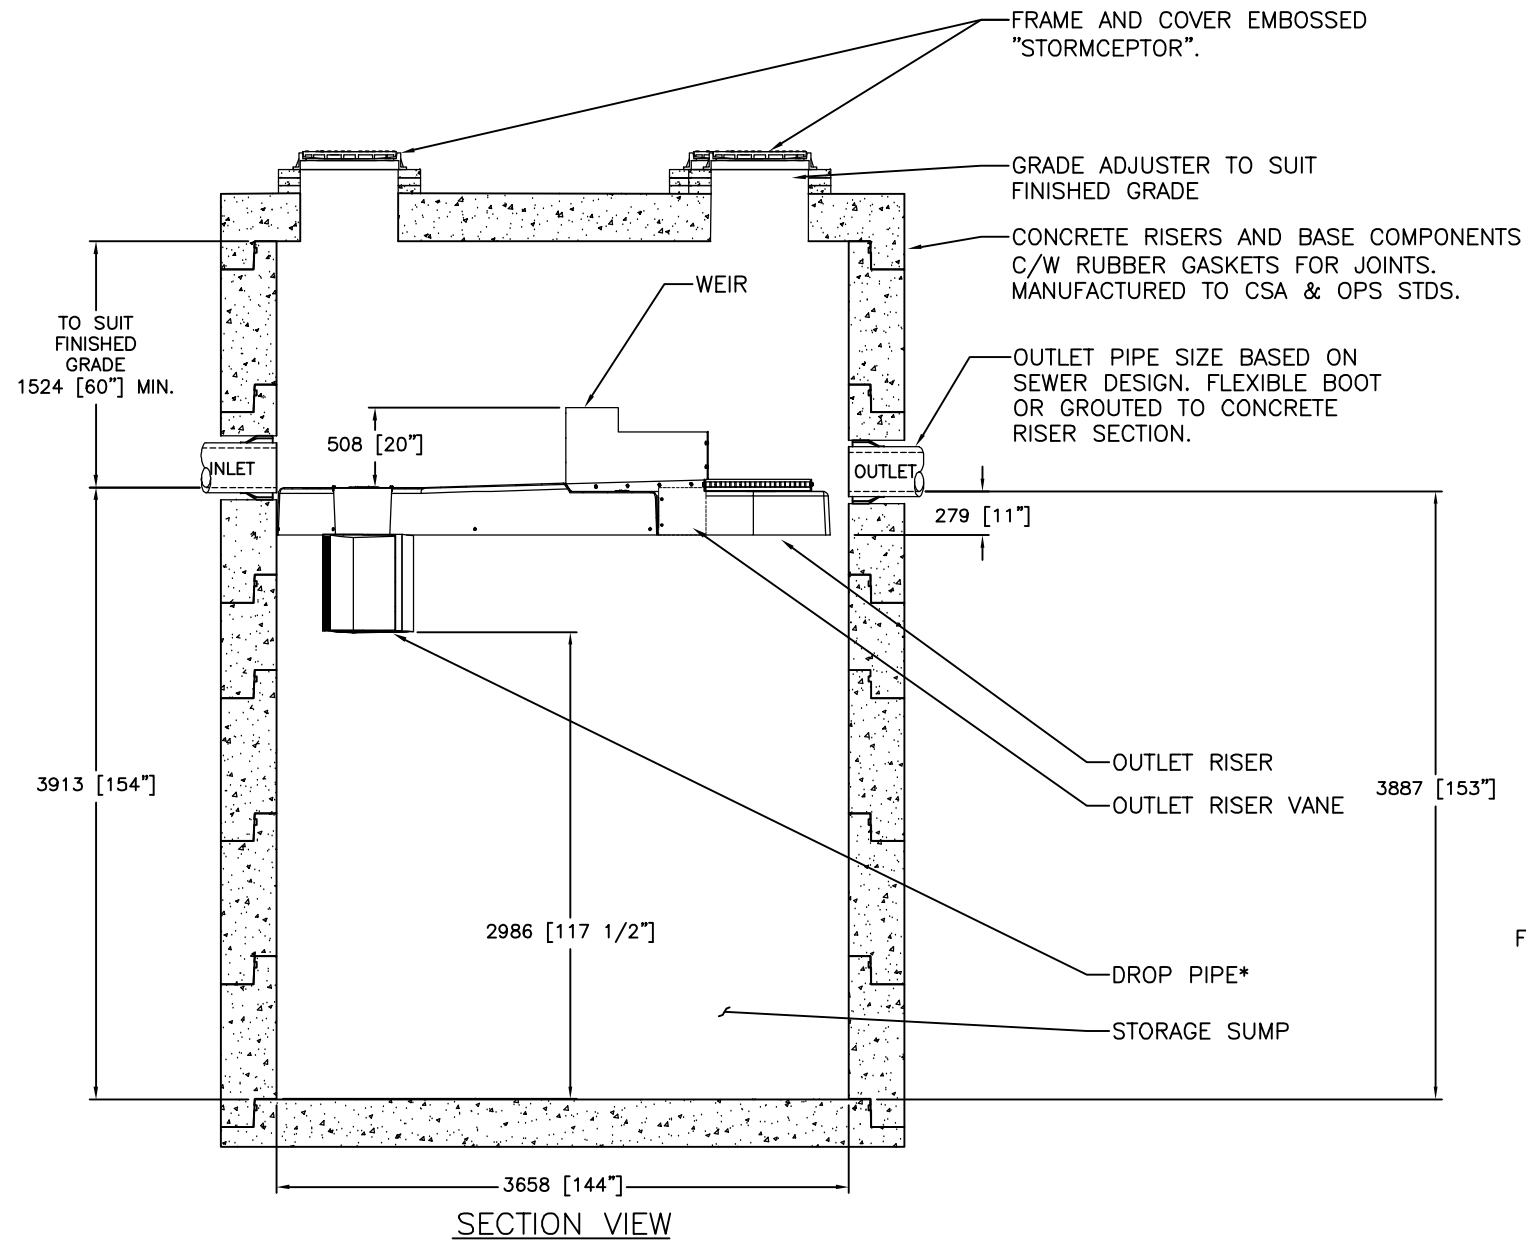 FRAME AND COVER EMBOSSED
"STORMCEPTOR".
GRADE ADJUSTER TO SUIT
FINISHED GRADE
CONCRETE RISERS AND BASE COMPONENTS
C/W RUBBER GASKETS FOR JOINTS.
MANUFACTURED TO CSA & OPS STDS.
WEIR
TO SUIT
FINISHED
GRADE
1524 [60"] MIN.
OUTLET PIPE SIZE BASED ON
SEWER DESIGN. FLEXIBLE BOOT
OR GROUTED TO CONCRETE
RISER SECTION.
508 [20"]
INLET
OUTLET
279 [11"]
OUTLET RISER
3913 [154"]
3887 [153"]
OUTLET RISER VANE
2986 [117 1/2"]
F
DROP PIPE*
STORAGE SUMP
3658 [144"]
SECTION VIEW